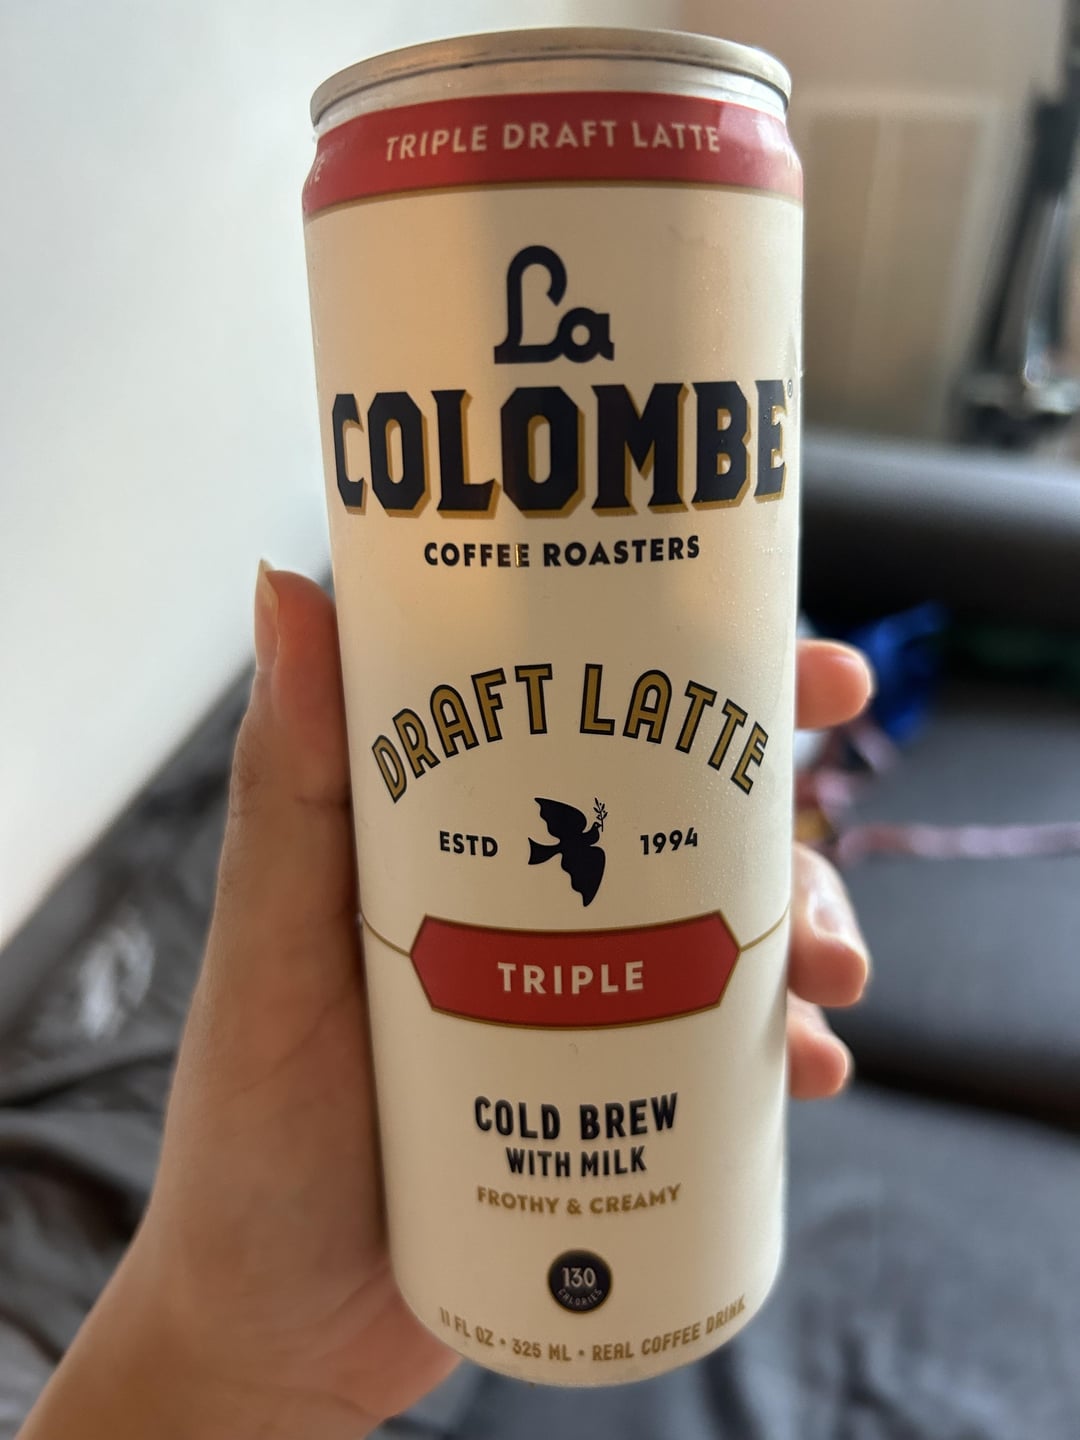 TRIPLE DRAFT LATTE
La
COLOMBE®
COFFEE ROASTERS
DRAFT LATTE
ESTD 1994
TRIPLE
COLD BREW
WITH MILK
FROTHY & CREAMY
130
CALORIES
11 FL OZ • 325 ML • REAL COFFEE DRINK